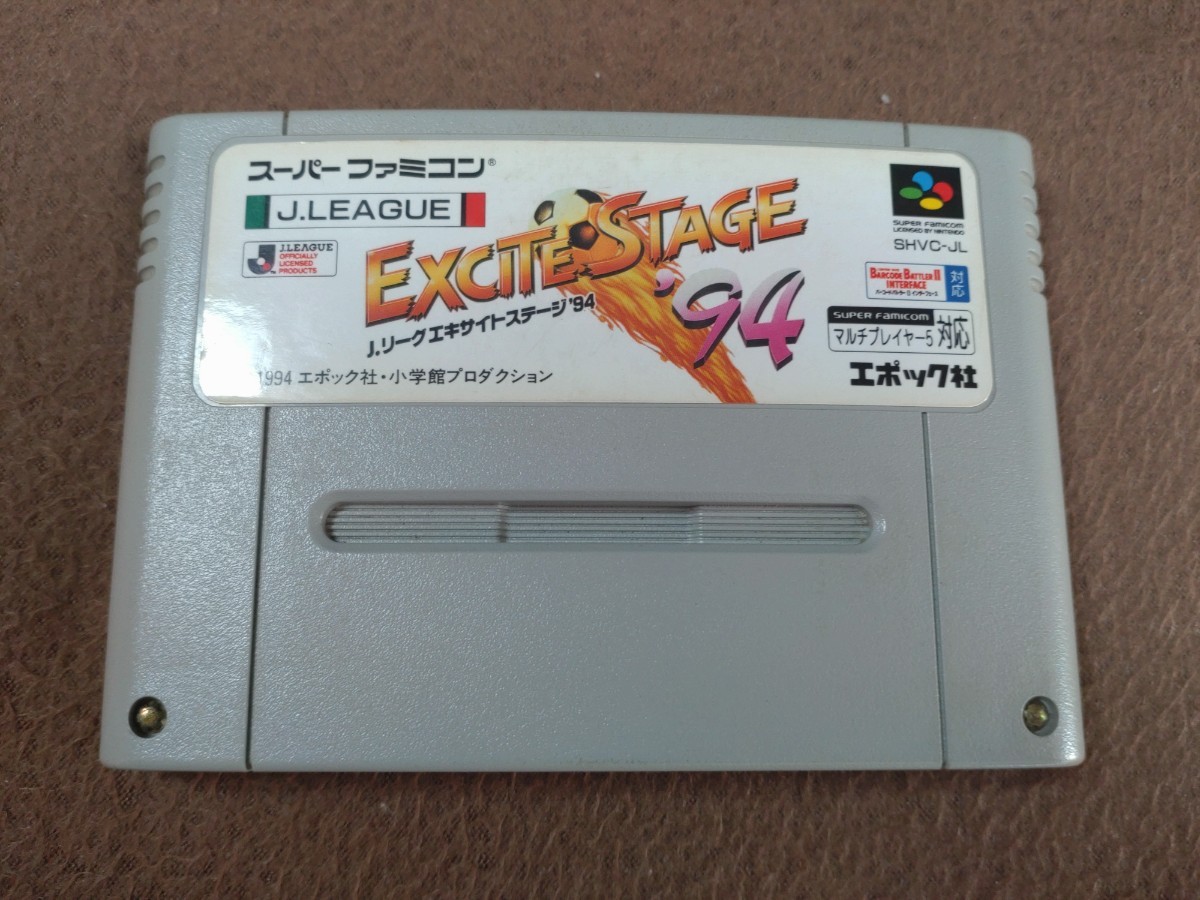 スーパーファミコン®
J.LEAGUE
J.LEAGUE
OFFICIALLY
LICENSED
PRODUCTS
EXCITE STAGE
'94
J.リーグエキサイトステージ'94
1994 エポック社・小学館プロダクション
SUPER FAMICOM
LICENSED BY NINTENDO
SHVC-JL
BARCODE BATTLER II
INTERFACE
対応
SUPER FAMICOM
マルチプレイヤー5 対応
エポック社